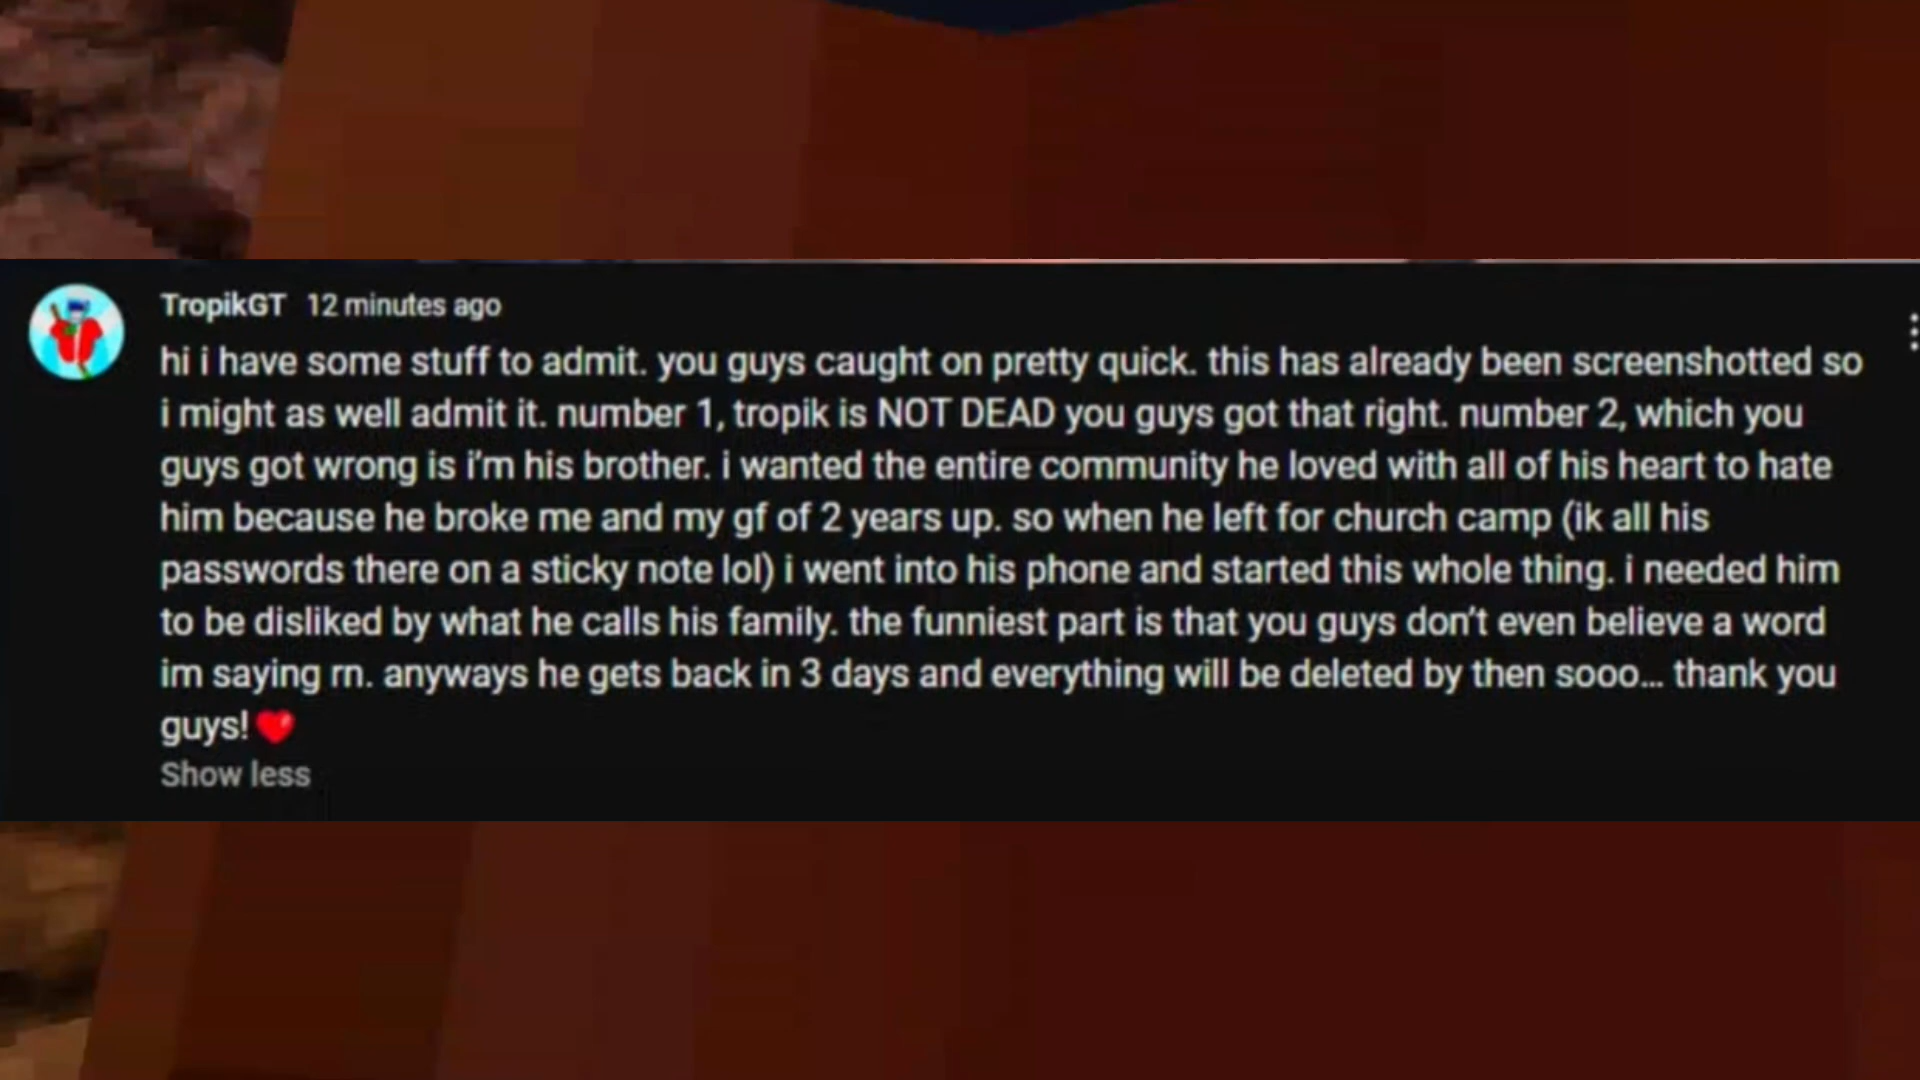 TropikGT 12 minutes ago
hi i have some stuff to admit. you guys caught on pretty quick. this has already been screenshotted so
i might as well admit it. number 1, tropik is NOT DEAD you guys got that right. number 2, which you
guys got wrong is i’m his brother. i wanted the entire community he loved with all of his heart to hate
him because he broke me and my gf of 2 years up. so when he left for church camp (ik all his
passwords there on a sticky note lol) i went into his phone and started this whole thing. i needed him
to be disliked by what he calls his family. the funniest part is that you guys don’t even believe a word
im saying rn. anyways he gets back in 3 days and everything will be deleted by then sooo... thank you
guys!❤️
Show less